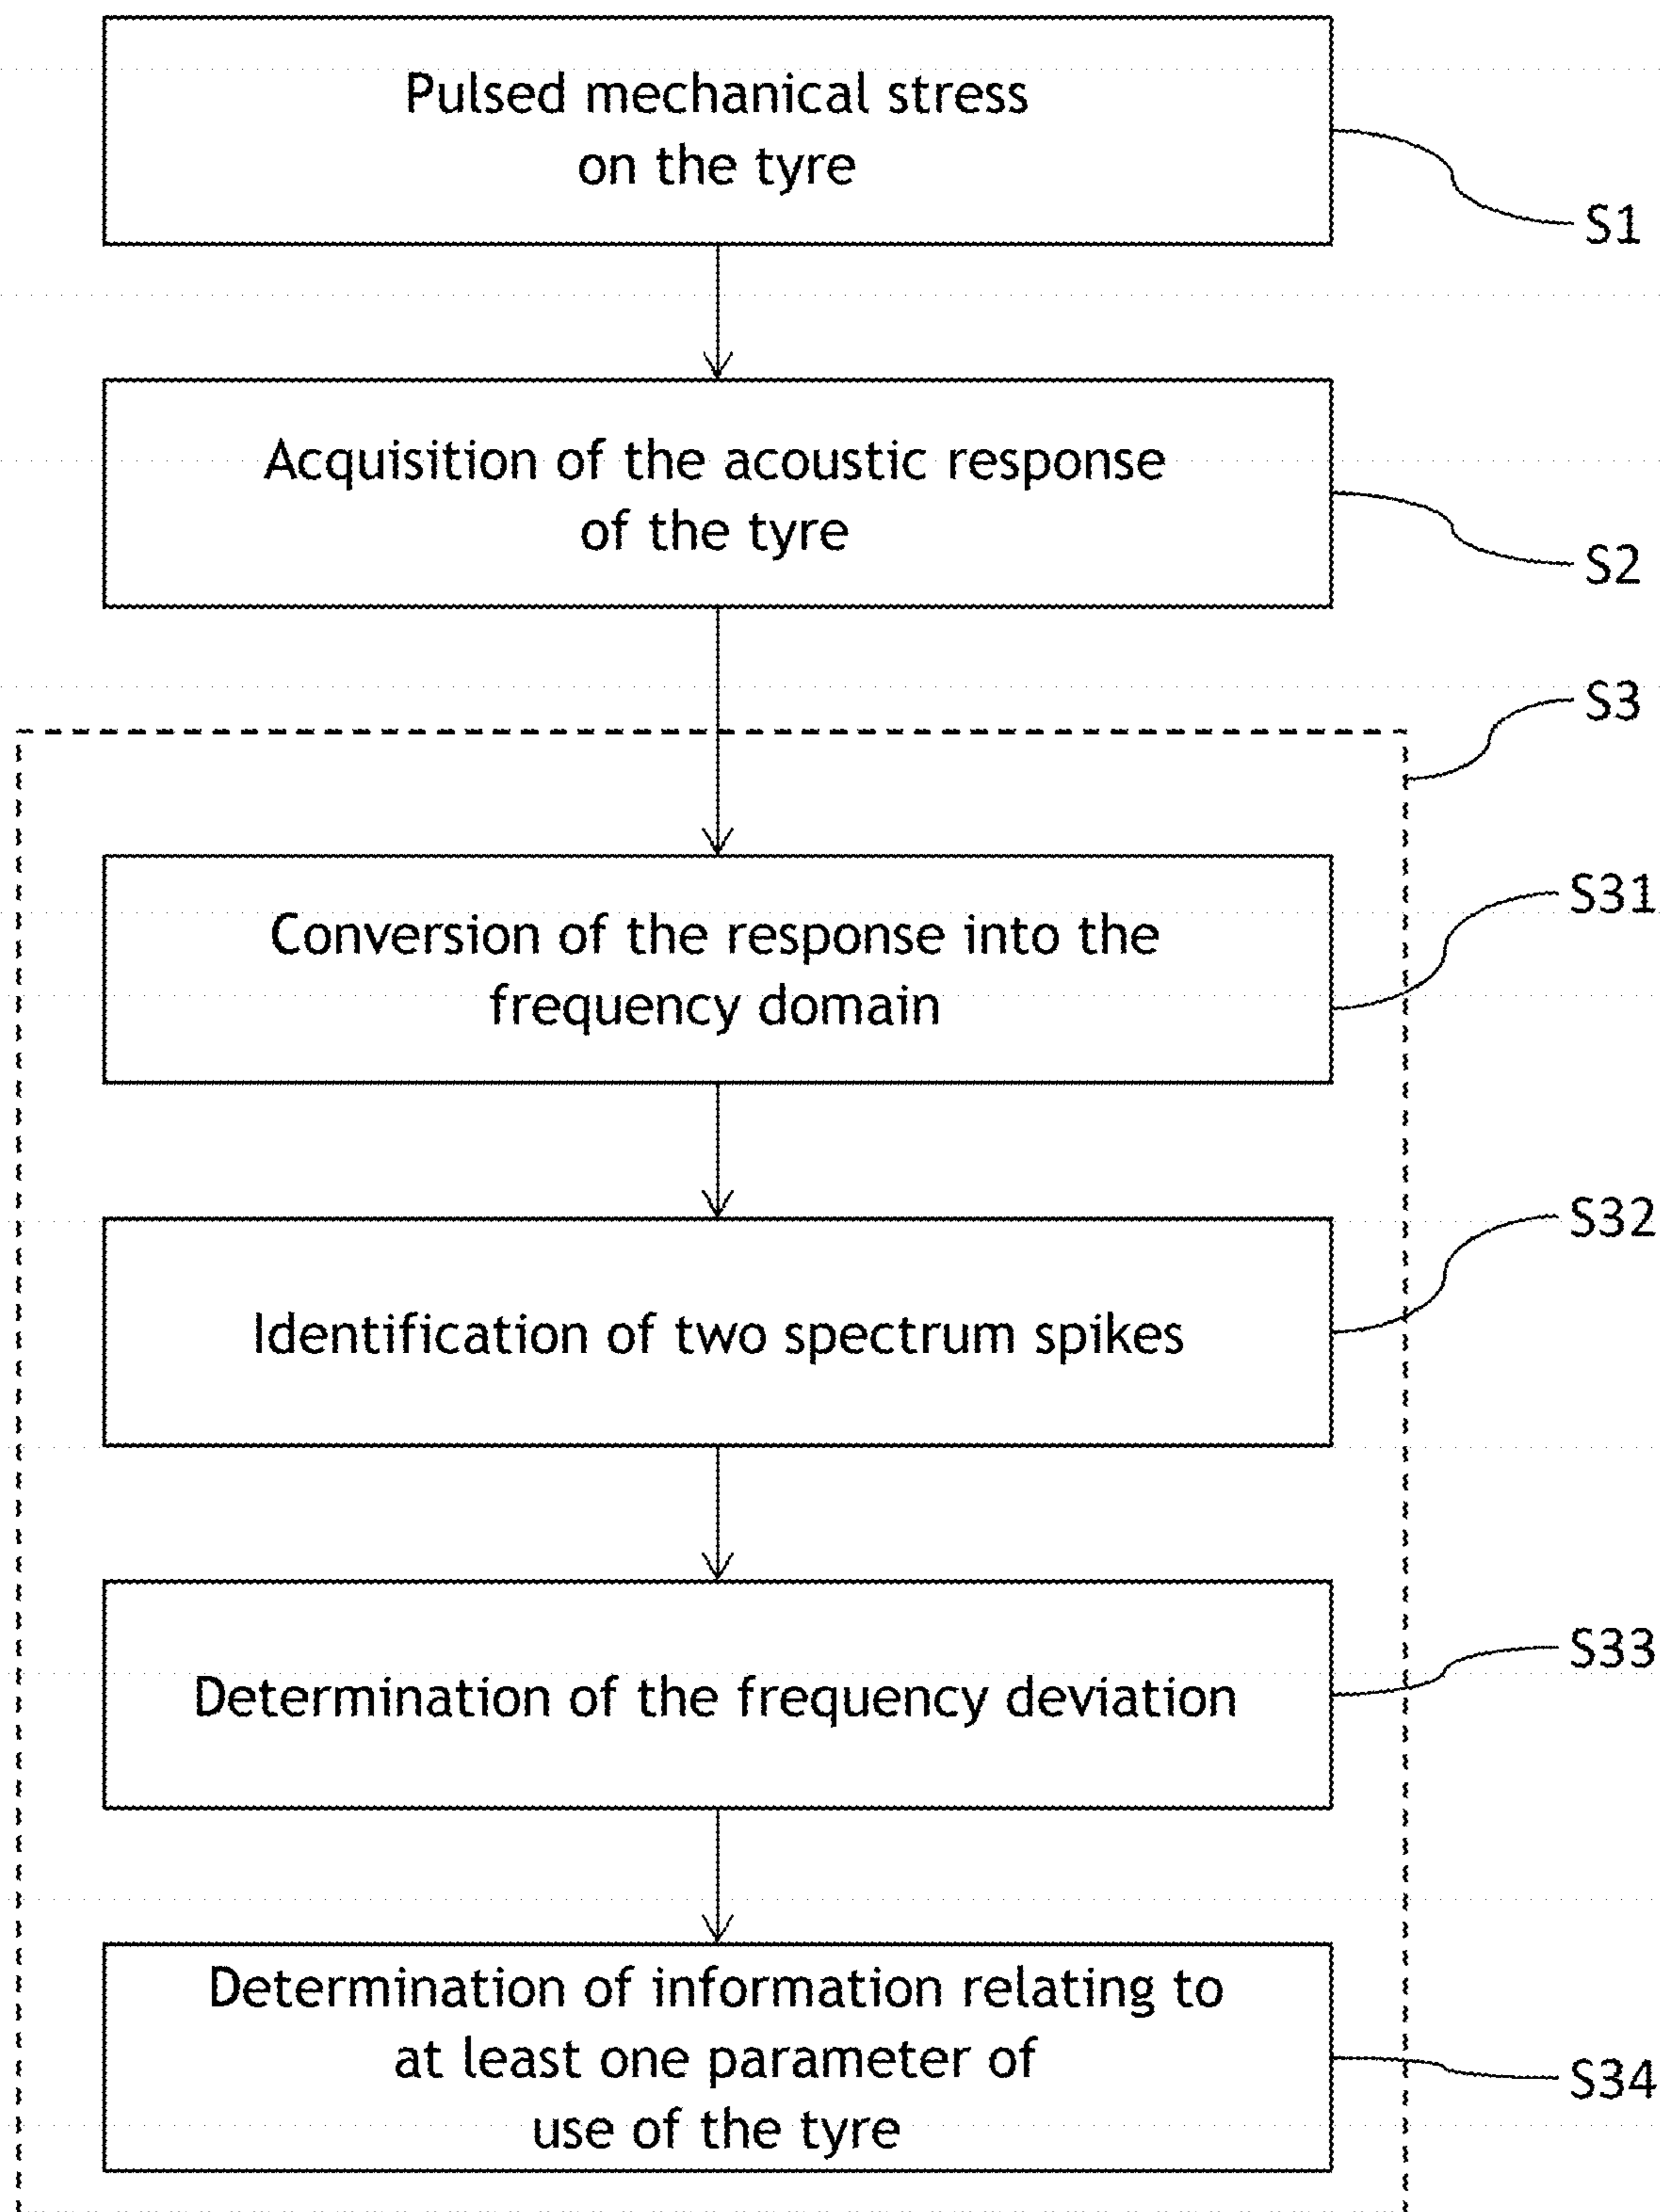 Pulsed mechanical stress
on the tyre
S1
Acquisition of the acoustic response
of the tyre
S2
S3
Conversion of the response into the
frequency domain
S31
Identification of two spectrum spikes
S32
Determination of the frequency deviation
S33
Determination of information relating to
at least one parameter of
use of the tyre
S34